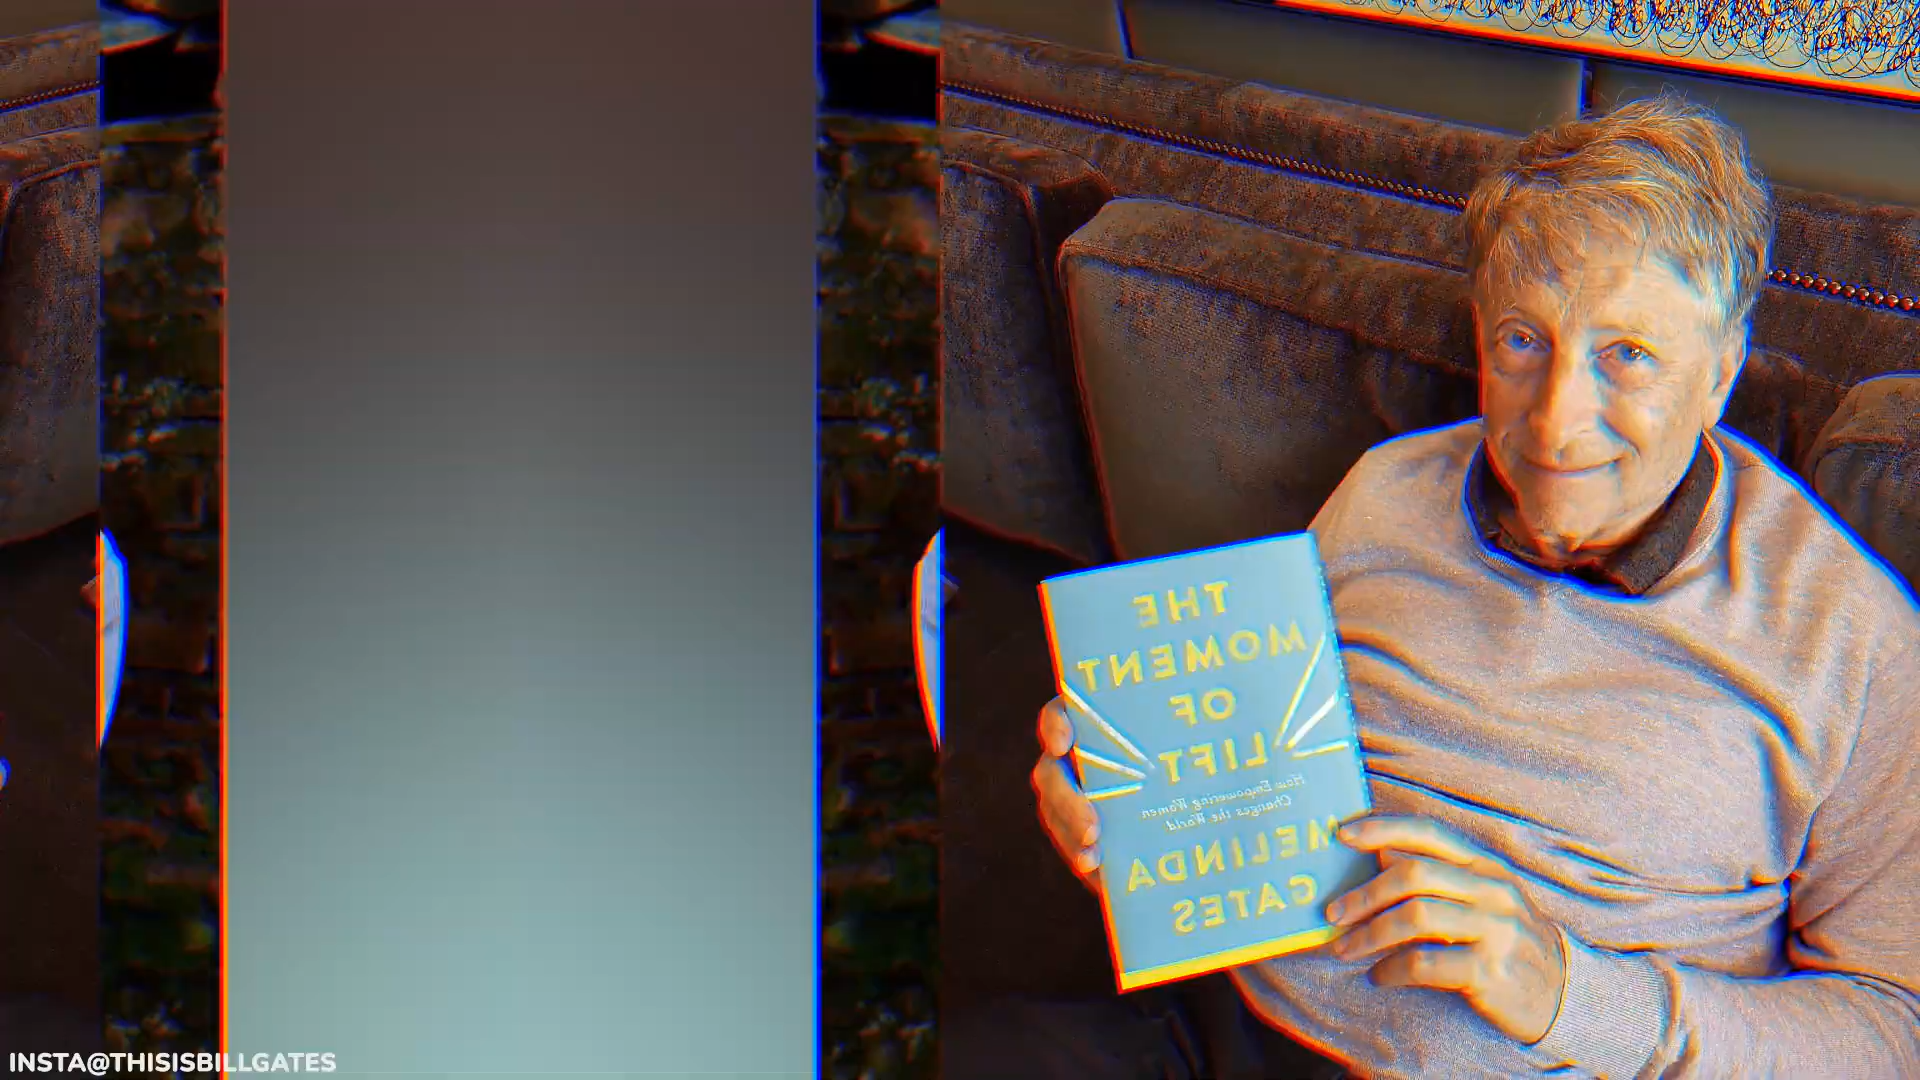 THE
MOMENT
OF
LIFT
How Empowering Women
Changes the World
MELINDA
GATES
INSTA@THISISBILLGATES